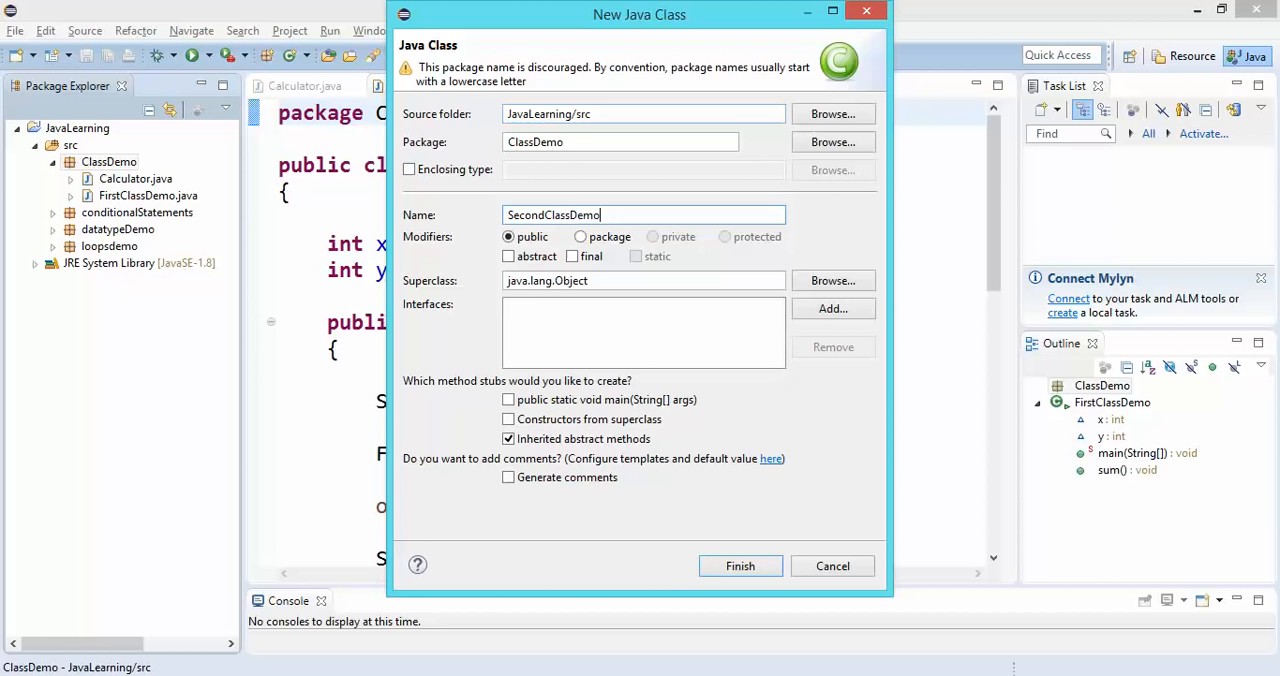 New Java Class
File Edit Source Refactor Navigate Search Project Run Windo
Java Class
This package name is discouraged. By convention, package names usually start
with a lowercase letter
Quick Access
Resource
Java
Package Explorer
Calculator.java
Task List
Find
All
Activate...
JavaLearning
src
ClassDemo
Calculator.java
FirstClassDemo.java
conditionalStatements
datatypeDemo
loopsdemo
JRE System Library [JavaSE-1.8]
package C
public cl
{
int x
int y
publi
{
S
F
o
S
Source folder: JavaLearning/src Browse...
Package: ClassDemo Browse...
Enclosing type: Browse...
Name: SecondClassDemo
Modifiers: public package private protected
abstract final static
Superclass: java.lang.Object Browse...
Interfaces: Add...
Remove
Which method stubs would you like to create?
public static void main(String[] args)
Constructors from superclass
Inherited abstract methods
Do you want to add comments? (Configure templates and default value here)
Generate comments
? Finish Cancel
Connect Mylyn
Connect to your task and ALM tools or
create a local task.
Outline
ClassDemo
FirstClassDemo
x : int
y : int
main(String[]) : void
sum() : void
Console
No consoles to display at this time.
ClassDemo - JavaLearning/src